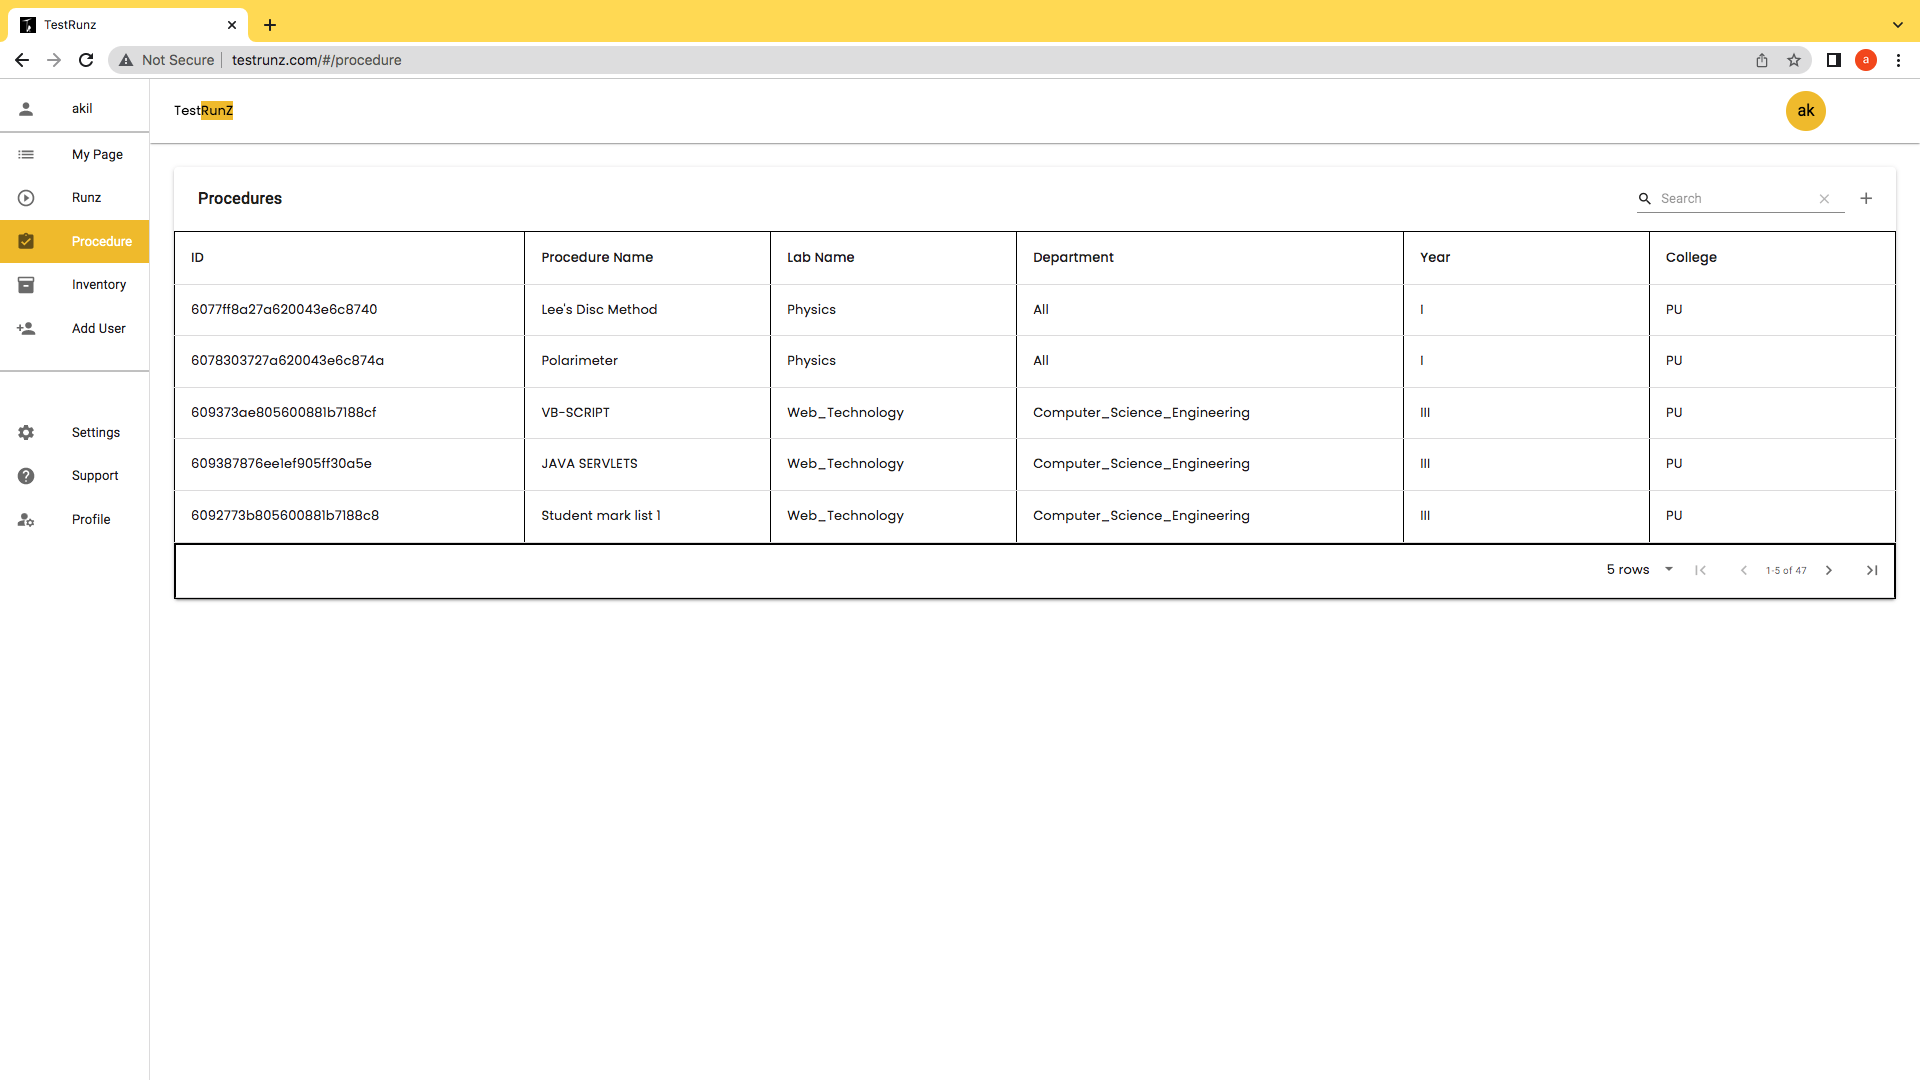 TestRunz
Not Secure testrunz.com/#/procedure a
akil
TestRunZ
ak
My Page
Runz
Procedure
Inventory
Add User
Settings
Support
Profile
Procedures
Search
ID Procedure Name Lab Name Department Year College
6077ff8a27a620043e6c8740 Lee's Disc Method Physics All I PU
6078303727a620043e6c874a Polarimeter Physics All I PU
609373ae805600881b7188cf VB-SCRIPT Web_Technology Computer_Science_Engineering III PU
609387876ee1ef905ff30a5e JAVA SERVLETS Web_Technology Computer_Science_Engineering III PU
6092773b805600881b7188c8 Student mark list 1 Web_Technology Computer_Science_Engineering III PU
5 rows 1-5 of 47